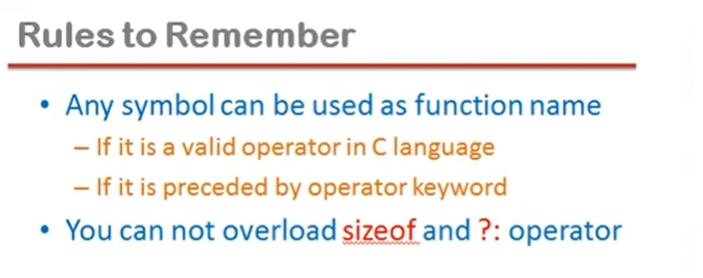 Rules to Remember
• Any symbol can be used as function name
– If it is a valid operator in C language
– If it is preceded by operator keyword
• You can not overload sizeof and ?: operator